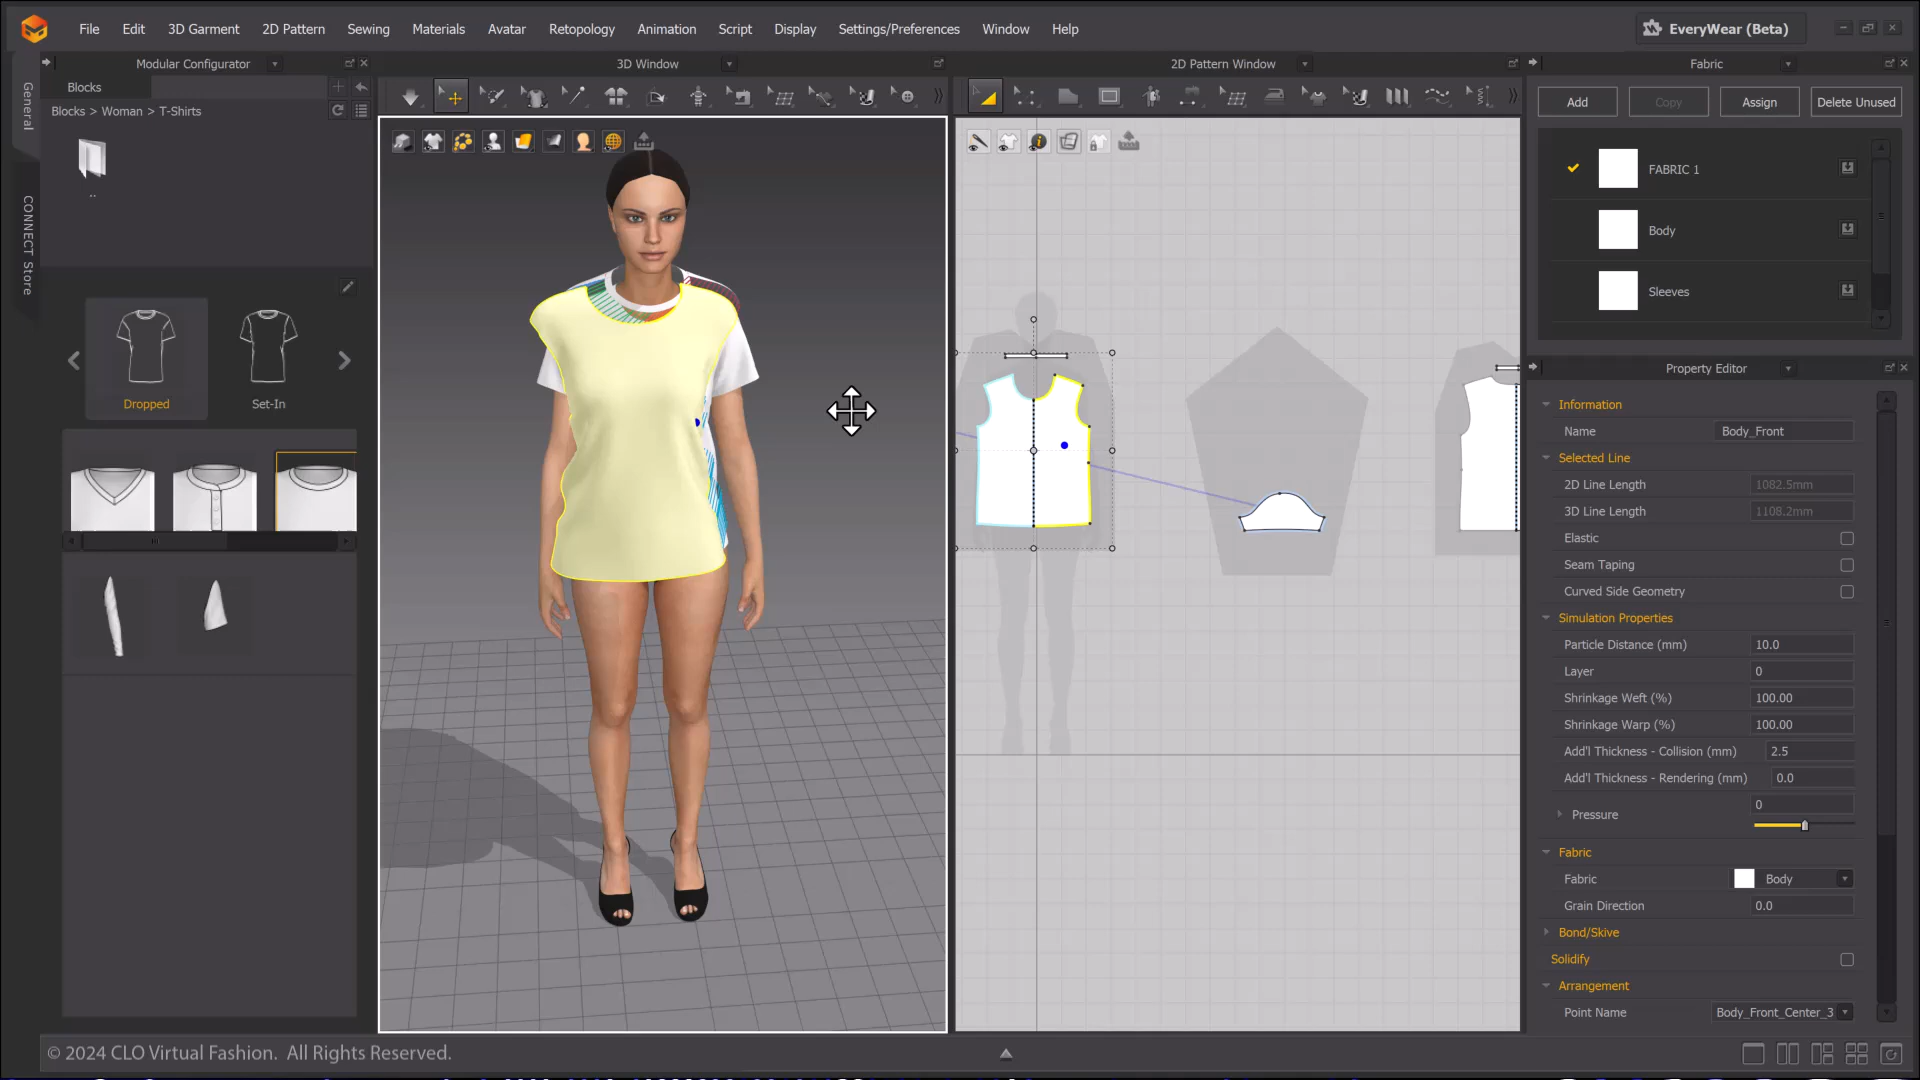 File Edit 3D Garment 2D Pattern Sewing Materials Avatar Retopology Animation Script Display Settings/Preferences Window Help EveryWear (Beta)
Modular Configurator
3D Window
2D Pattern Window
Fabric
General
CONNECT Store
Blocks
Blocks > Woman > T-Shirts
..
Dropped
Set-In
Add
Copy
Assign
Delete Unused
FABRIC 1
Body
Sleeves
Property Editor
Information
Name Body_Front
Selected Line
2D Line Length 1082.5mm
3D Line Length 1108.2mm
Elastic
Seam Taping
Curved Side Geometry
Simulation Properties
Particle Distance (mm) 10.0
Layer 0
Shrinkage Weft (%) 100.00
Shrinkage Warp (%) 100.00
Add'l Thickness - Collision (mm) 2.5
Add'l Thickness - Rendering (mm) 0.0
Pressure 0
Fabric
Fabric Body
Grain Direction 0.0
Bond/Skive
Solidify
Arrangement
Point Name Body_Front_Center_3
© 2024 CLO Virtual Fashion. All Rights Reserved.